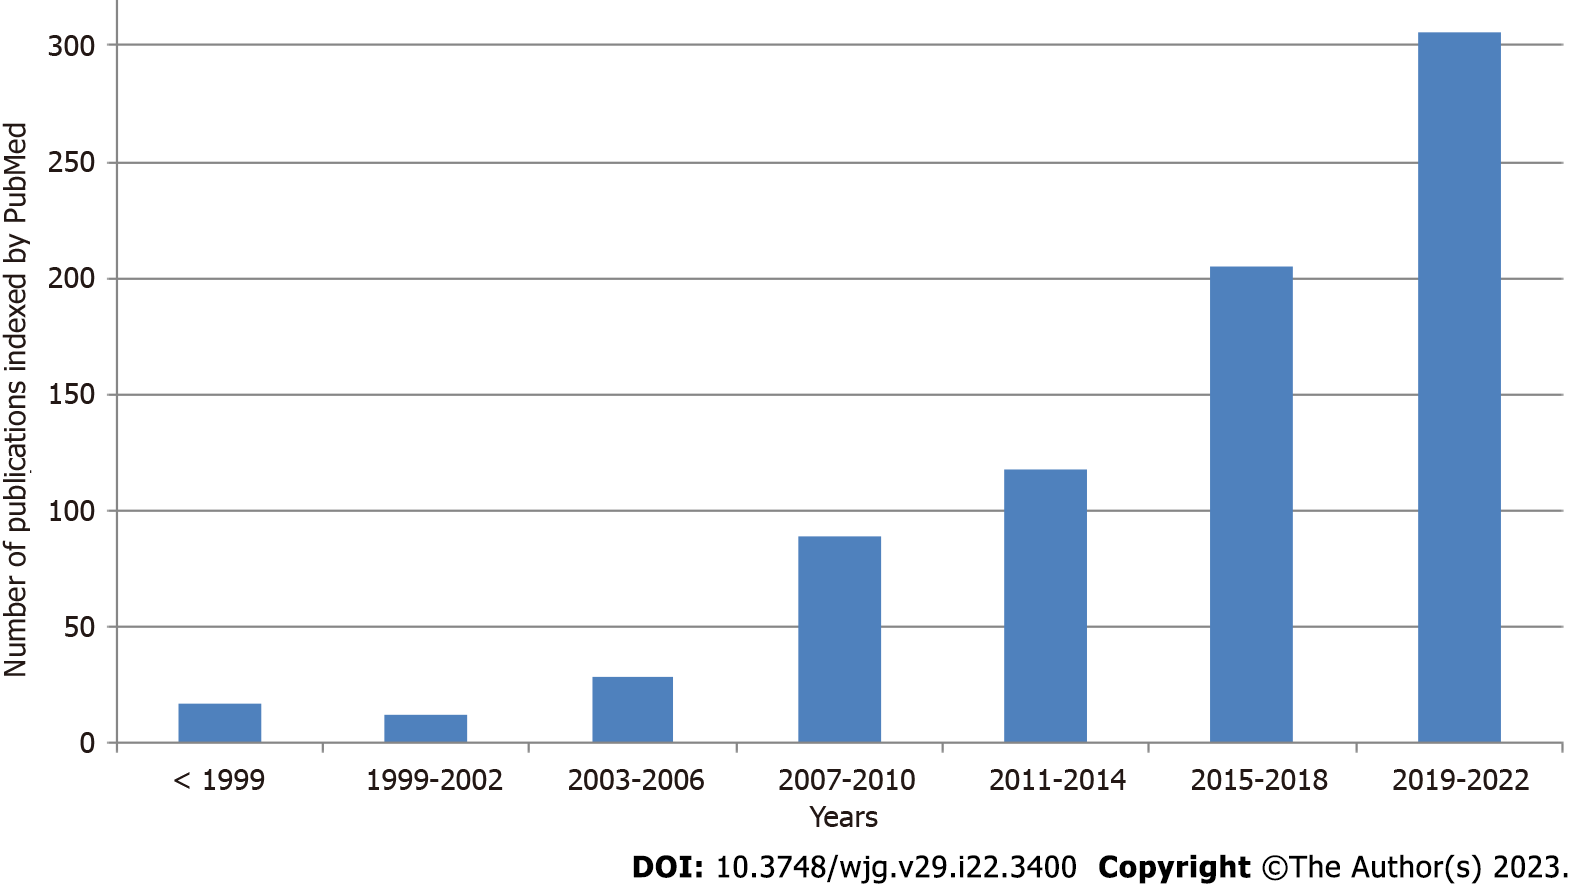 Number of publications indexed by PubMed
300
250
200
150
100
50
0
< 1999 1999-2002 2003-2006 2007-2010 2011-2014 2015-2018 2019-2022
Years
DOI: 10.3748/wjg.v29.i22.3400 Copyright ©The Author(s) 2023.